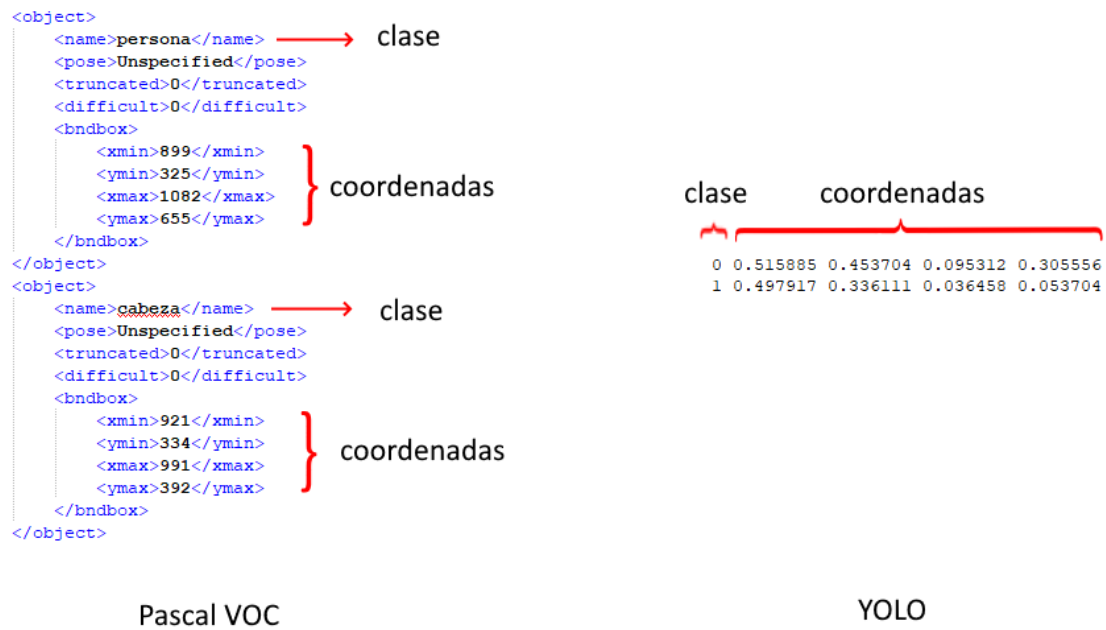 <object>
<name>persona</name>
clase
<pose>Unspecified</pose>
<truncated>0</truncated>
<difficult>0</difficult>
<bndbox>
<xmin>899</xmin>
<ymin>325</ymin>
<xmax>1082</xmax>
<ymax>655</ymax>
coordenadas
</bndbox>
</object>
<object>
<name>cabeza</name>
clase
<pose>Unspecified</pose>
<truncated>0</truncated>
<difficult>0</difficult>
<bndbox>
<xmin>921</xmin>
<ymin>334</ymin>
<xmax>991</xmax>
<ymax>392</ymax>
coordenadas
</bndbox>
</object>
Pascal VOC
clase coordenadas
0 0.515885 0.453704 0.095312 0.305556
1 0.497917 0.336111 0.036458 0.053704
YOLO